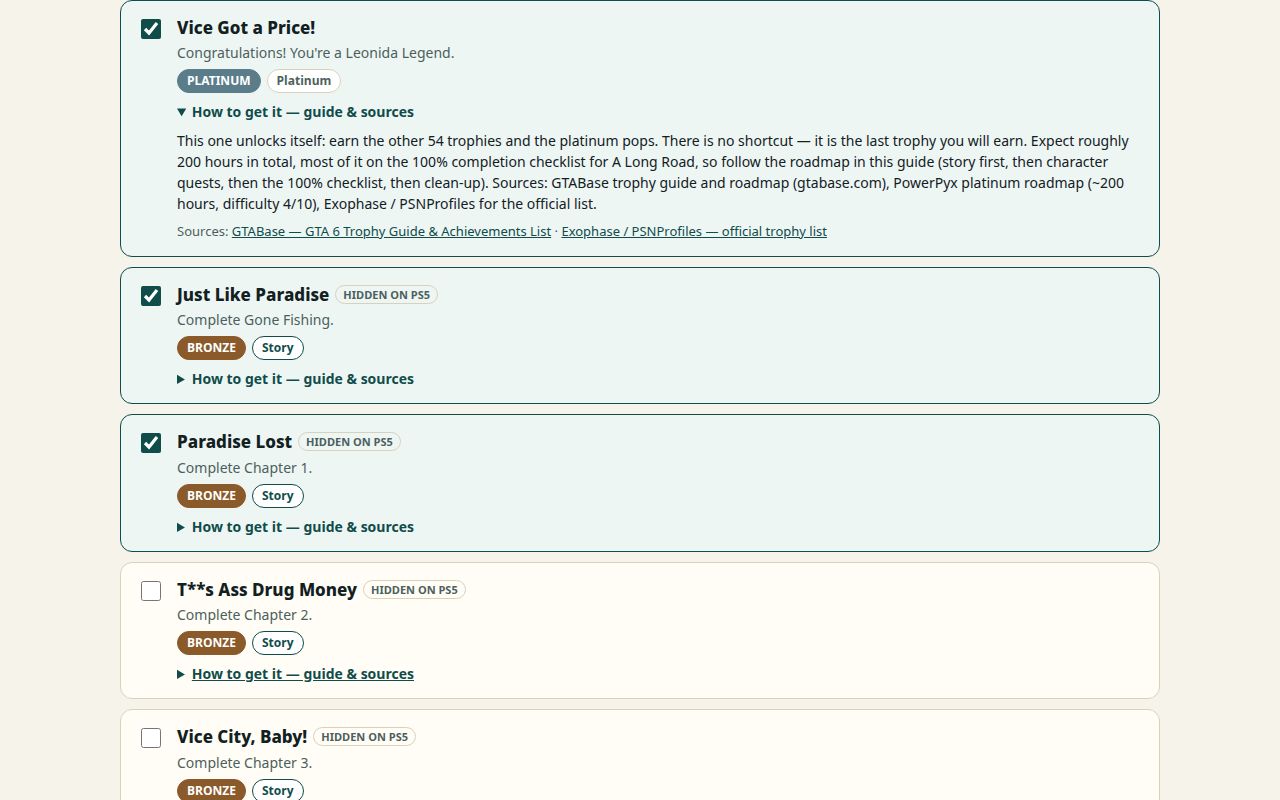 Vice Got a Price!
Congratulations! You're a Leonida Legend.
PLATINUM Platinum
▼ How to get it — guide & sources
This one unlocks itself: earn the other 54 trophies and the platinum pops. There is no shortcut — it is the last trophy you will earn. Expect roughly
200 hours in total, most of it on the 100% completion checklist for A Long Road, so follow the roadmap in this guide (story first, then character
quests, then the 100% checklist, then clean-up). Sources: GTABase trophy guide and roadmap (gtabase.com), PowerPyx platinum roadmap (~200
hours, difficulty 4/10), Exophase / PSNProfiles for the official list.
Sources: GTABase — GTA 6 Trophy Guide & Achievements List · Exophase / PSNProfiles — official trophy list
Just Like Paradise HIDDEN ON PS5
Complete Gone Fishing.
BRONZE Story
▶ How to get it — guide & sources
Paradise Lost HIDDEN ON PS5
Complete Chapter 1.
BRONZE Story
▶ How to get it — guide & sources
T**s Ass Drug Money HIDDEN ON PS5
Complete Chapter 2.
BRONZE Story
▶ How to get it — guide & sources
Vice City, Baby! HIDDEN ON PS5
Complete Chapter 3.
BRONZE Story